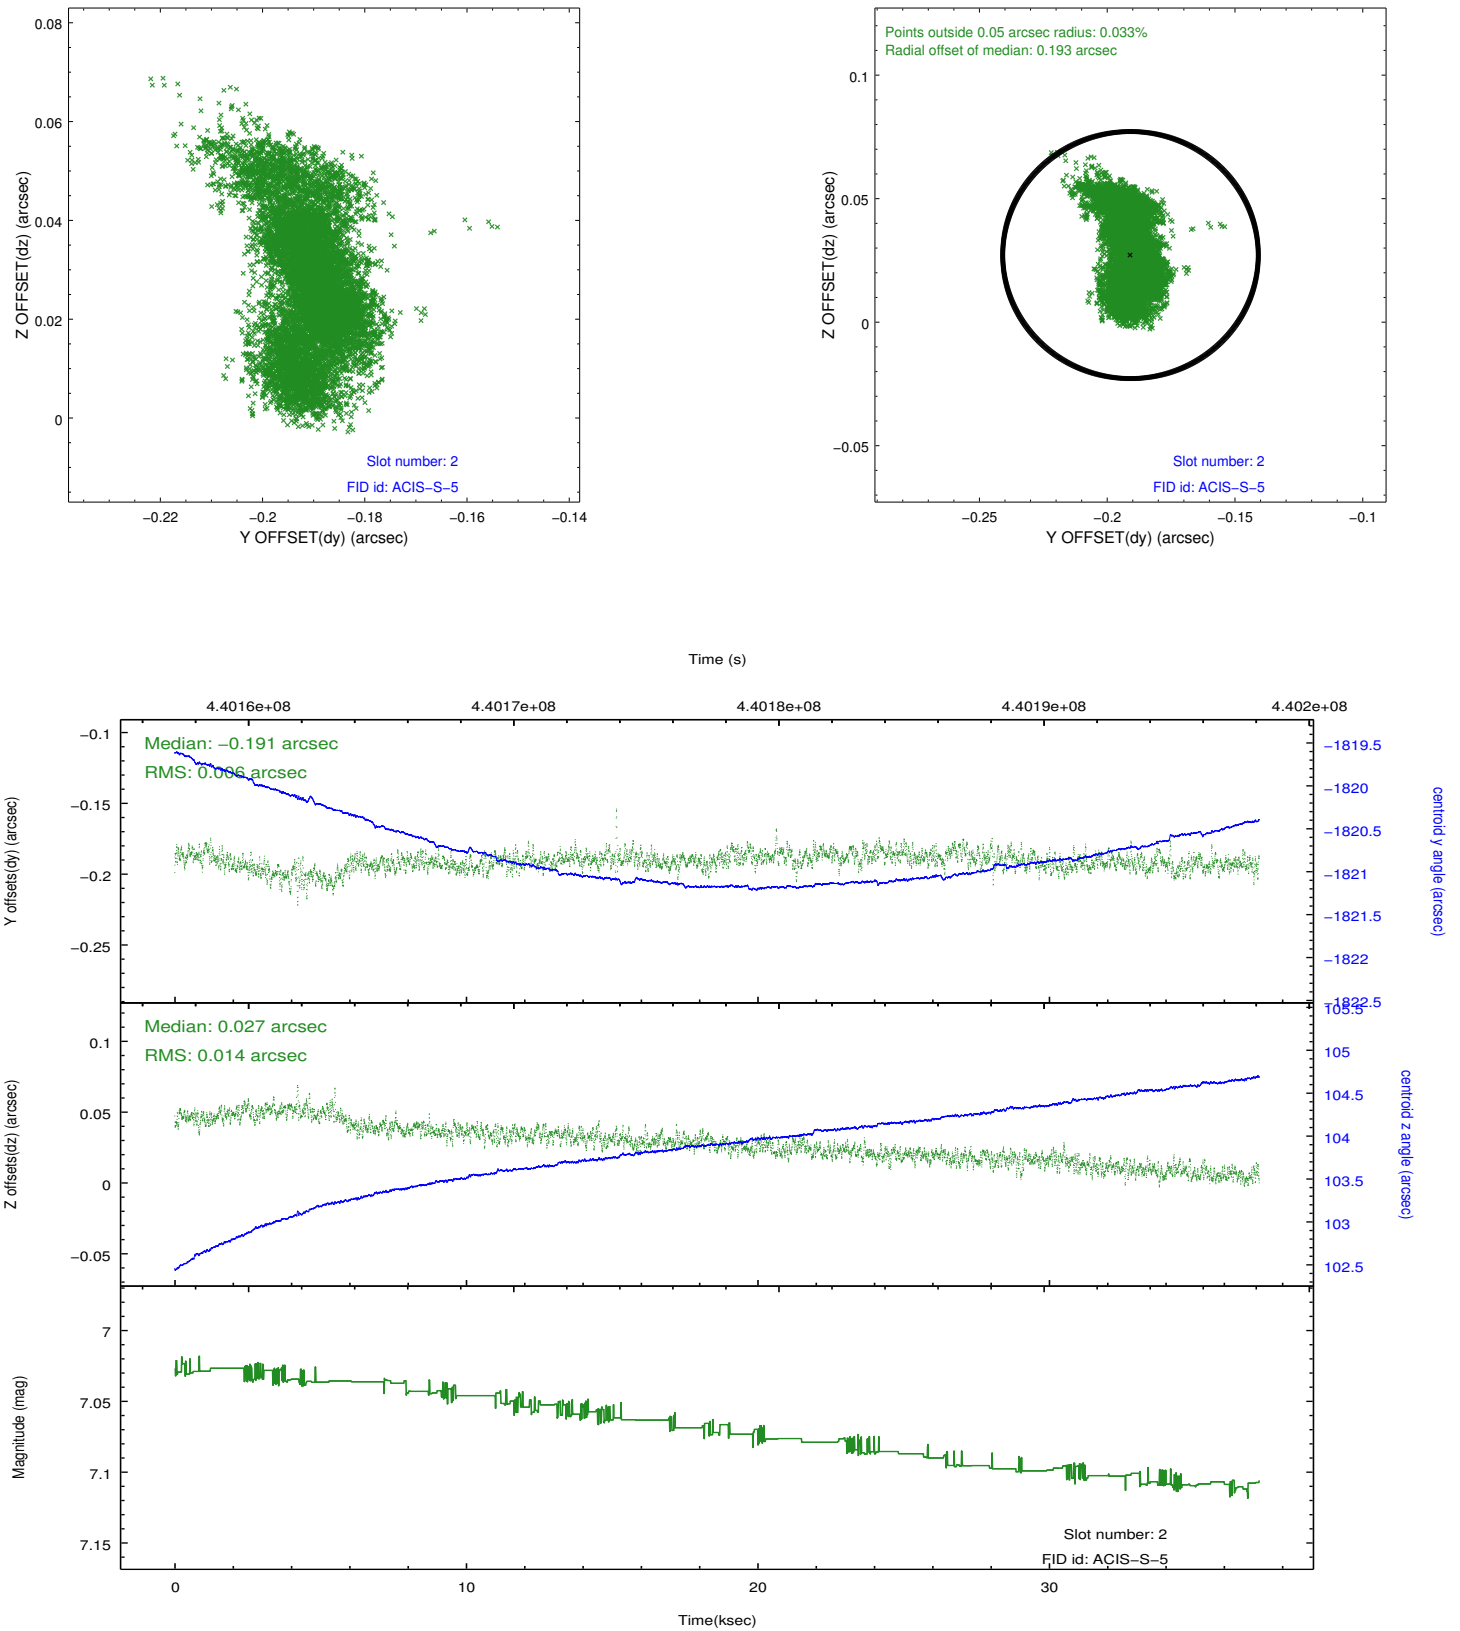 0.08
0.06
0.04
0.02
0
Z OFFSET(dz) (arcsec)
Slot number: 2
FID id: ACIS−S−5
−0.22 −0.2 −0.18 −0.16 −0.14
Y OFFSET(dy) (arcsec)
Points outside 0.05 arcsec radius: 0.033%
Radial offset of median: 0.193 arcsec
0.1
0.05
0
−0.05
Z OFFSET(dz) (arcsec)
Slot number: 2
FID id: ACIS−S−5
−0.25 −0.2 −0.15 −0.1
Y OFFSET(dy) (arcsec)
Time (s)
4.4016e+08 4.4017e+08 4.4018e+08 4.4019e+08 4.402e+08
−0.1
−0.15
−0.2
−0.25
Y offsets(dy) (arcsec)
Median: −0.191 arcsec
RMS: 0.006 arcsec
−1819.5
−1820
−1820.5
−1821
−1821.5
−1822
−1822.5
centroid y angle (arcsec)
0.1
0.05
0
−0.05
Z offsets(dz) (arcsec)
Median: 0.027 arcsec
RMS: 0.014 arcsec
105.5
105
104.5
104
103.5
103
102.5
centroid z angle (arcsec)
7
7.05
7.1
7.15
Magnitude (mag)
Slot number: 2
FID id: ACIS−S−5
0 10 20 30
Time(ksec)